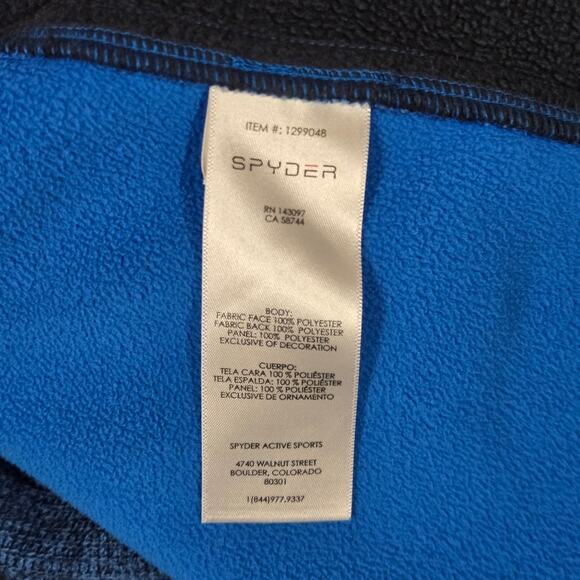 ITEM #: 1299048
SPYDER
RN 143097
CA 58744
BODY:
FABRIC FACE 100% POLYESTER
FABRIC BACK 100% POLYESTER
PANEL: 100% POLYESTER
EXCLUSIVE OF DECORATION
CUERPO:
TELA CARA 100 % POLIÉSTER
TELA ESPALDA: 100 % POLIÉSTER
PANEL: 100 % POLIÉSTER
EXCLUSIVE DE ORNAMENTO
SPYDER ACTIVE SPORTS
4740 WALNUT STREET
BOULDER, COLORADO
80301
1(844)977.9337